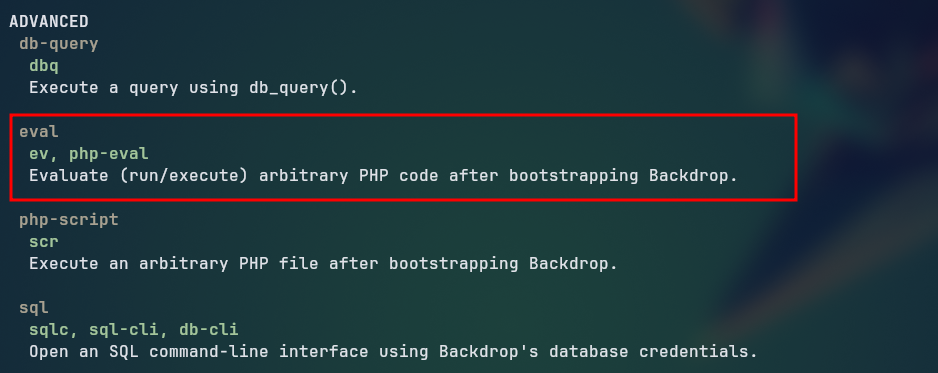 ADVANCED
db-query
dbq
Execute a query using db_query().
eval
ev, php-eval
Evaluate (run/execute) arbitrary PHP code after bootstrapping Backdrop.
php-script
scr
Execute an arbitrary PHP file after bootstrapping Backdrop.
sql
sqlc, sql-cli, db-cli
Open an SQL command-line interface using Backdrop's database credentials.